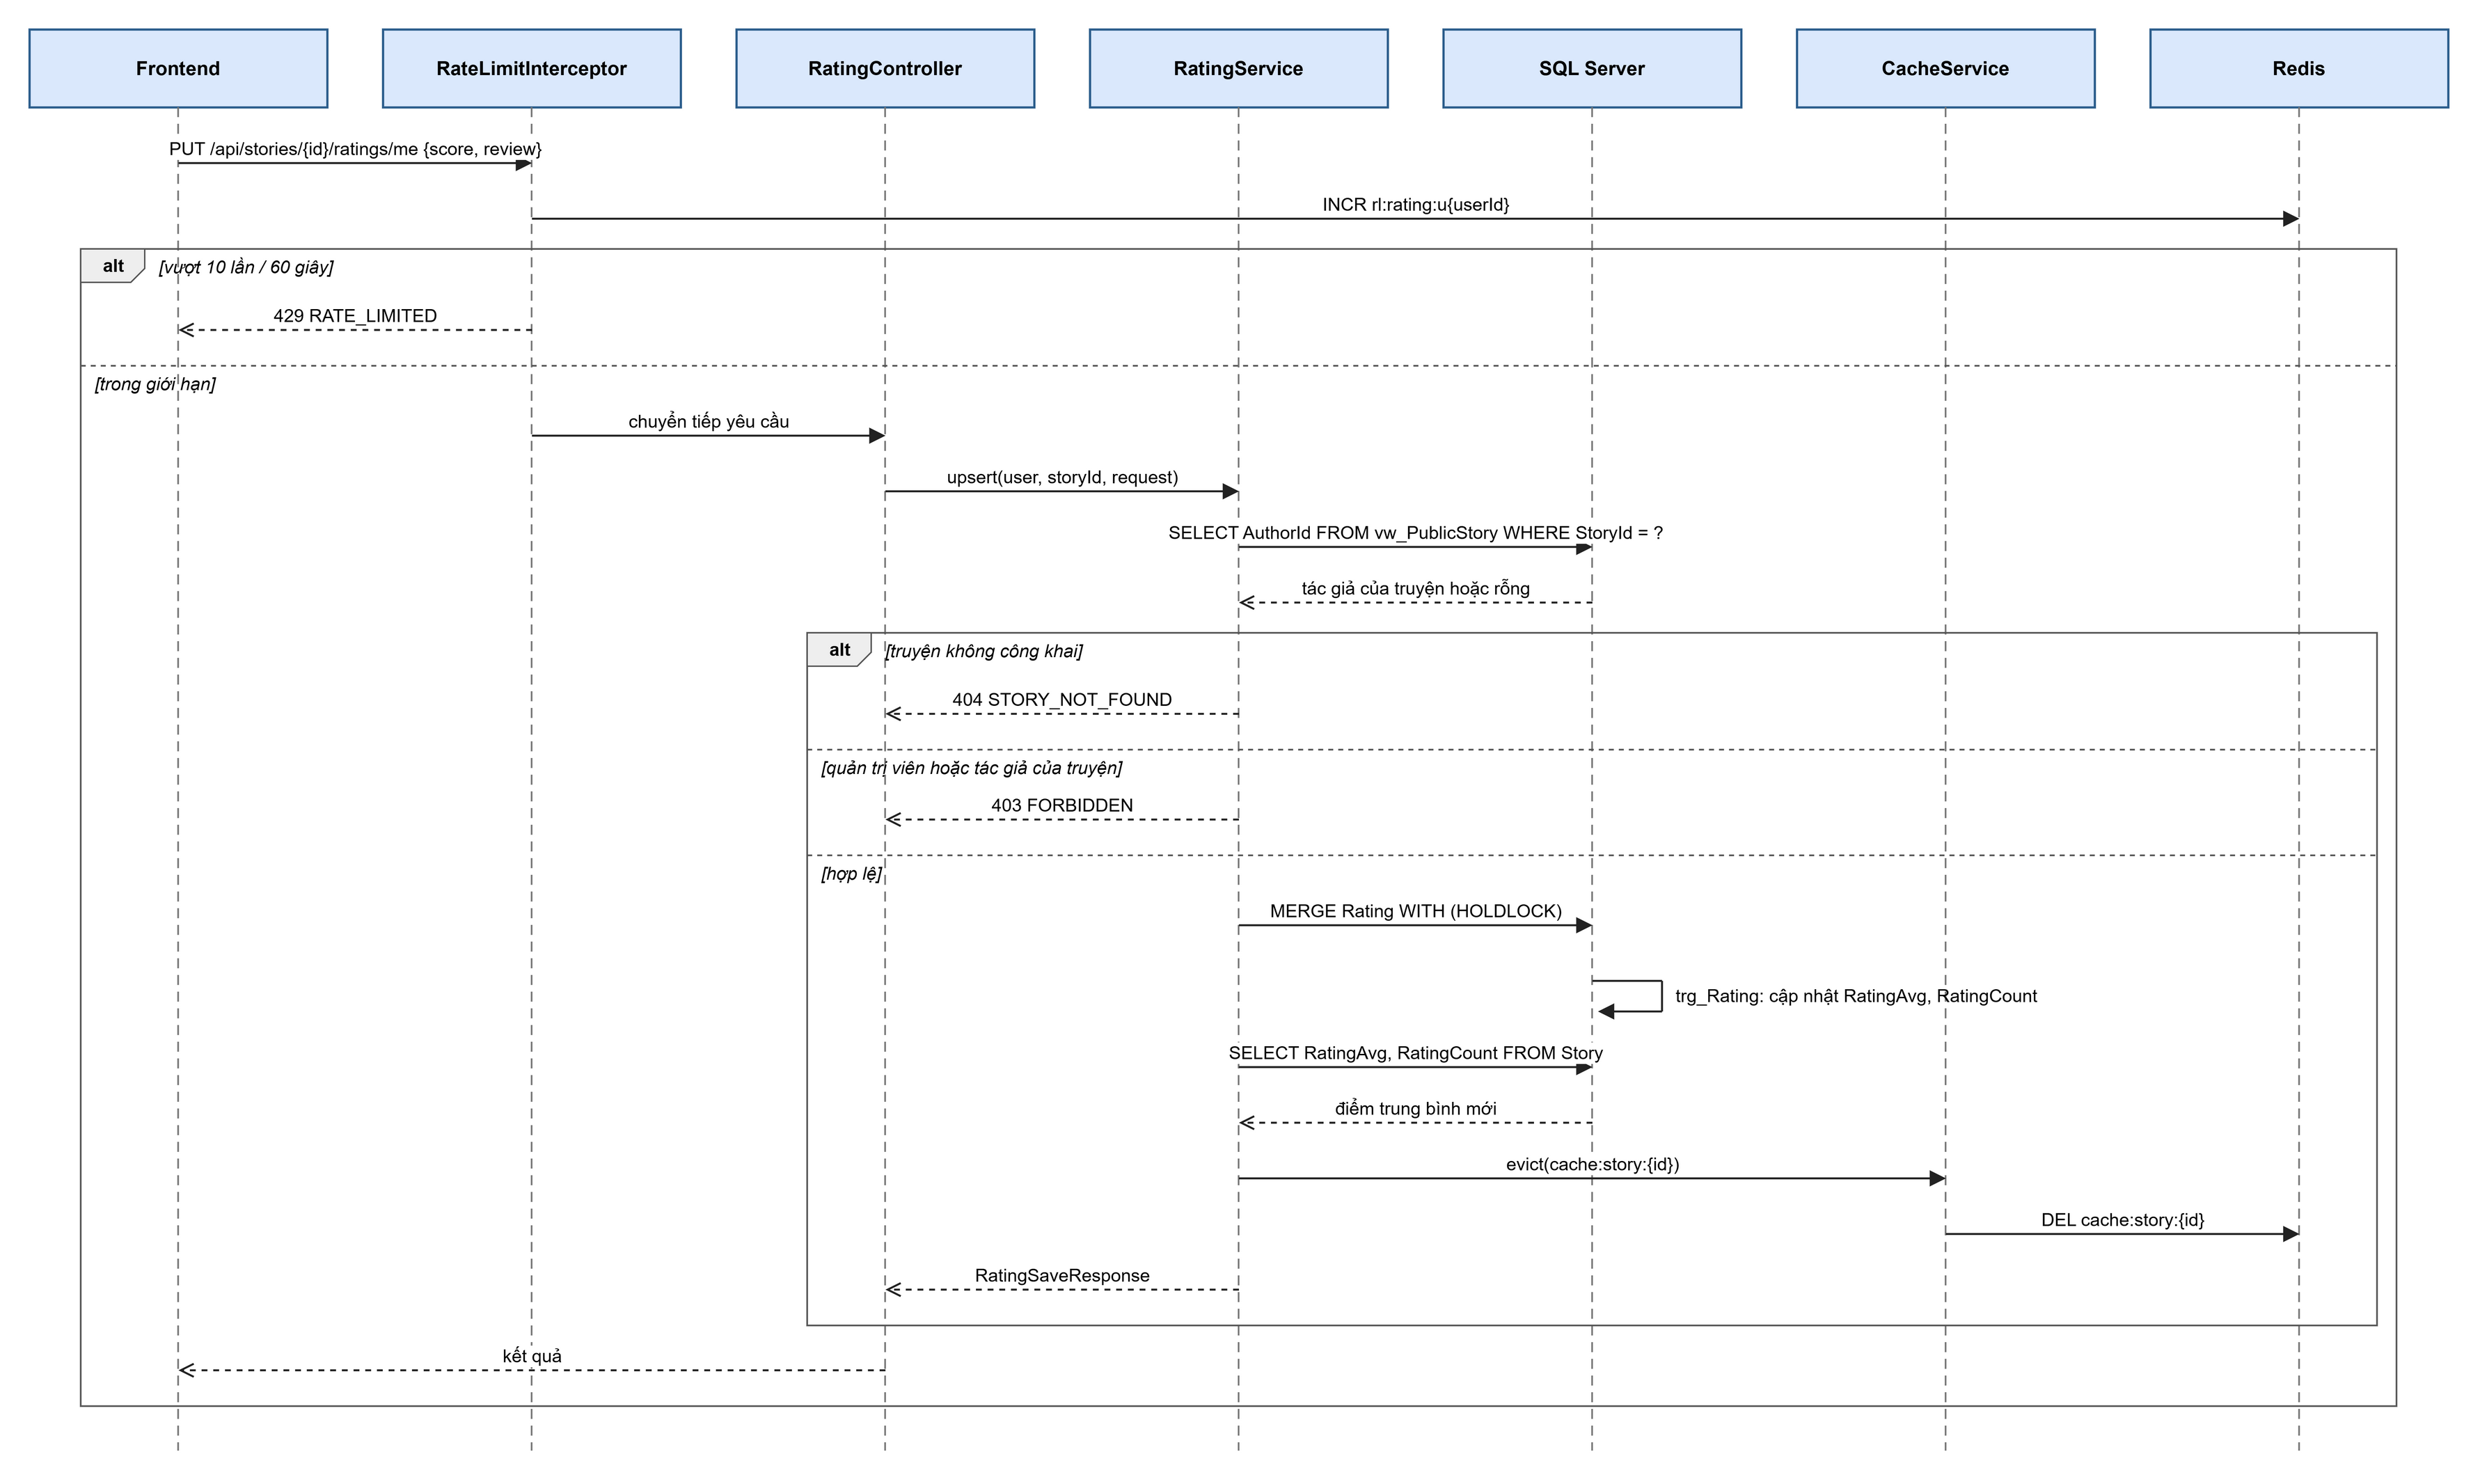 Frontend
RateLimitInterceptor
RatingController
RatingService
SQL Server
CacheService
Redis
PUT /api/stories/{id}/ratings/me {score, review}
INCR rl:rating:u{userId}
alt
[vượt 10 lần / 60 giây]
429 RATE_LIMITED
[trong giới hạn]
chuyển tiếp yêu cầu
upsert(user, storyId, request)
SELECT AuthorId FROM vw_PublicStory WHERE StoryId = ?
tác giả của truyện hoặc rỗng
alt
[truyện không công khai]
404 STORY_NOT_FOUND
[quản trị viên hoặc tác giả của truyện]
403 FORBIDDEN
[hợp lệ]
MERGE Rating WITH (HOLDLOCK)
trg_Rating: cập nhật RatingAvg, RatingCount
SELECT RatingAvg, RatingCount FROM Story
điểm trung bình mới
evict(cache:story:{id})
DEL cache:story:{id}
RatingSaveResponse
kết quả